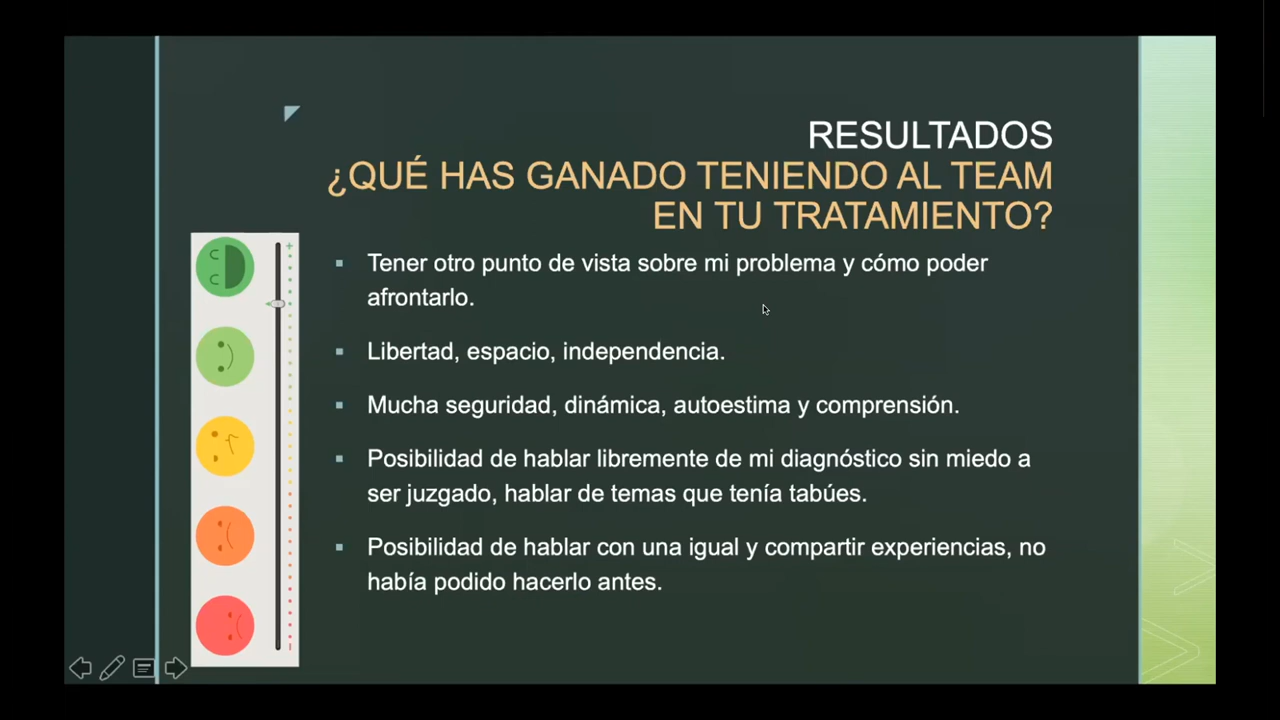 RESULTADOS
¿QUÉ HAS GANADO TENIENDO AL TEAM
EN TU TRATAMIENTO?
▪ Tener otro punto de vista sobre mi problema y cómo poder
afrontarlo.
▪ Libertad, espacio, independencia.
▪ Mucha seguridad, dinámica, autoestima y comprensión.
▪ Posibilidad de hablar libremente de mi diagnóstico sin miedo a
ser juzgado, hablar de temas que tenía tabúes.
▪ Posibilidad de hablar con una igual y compartir experiencias, no
había podido hacerlo antes.